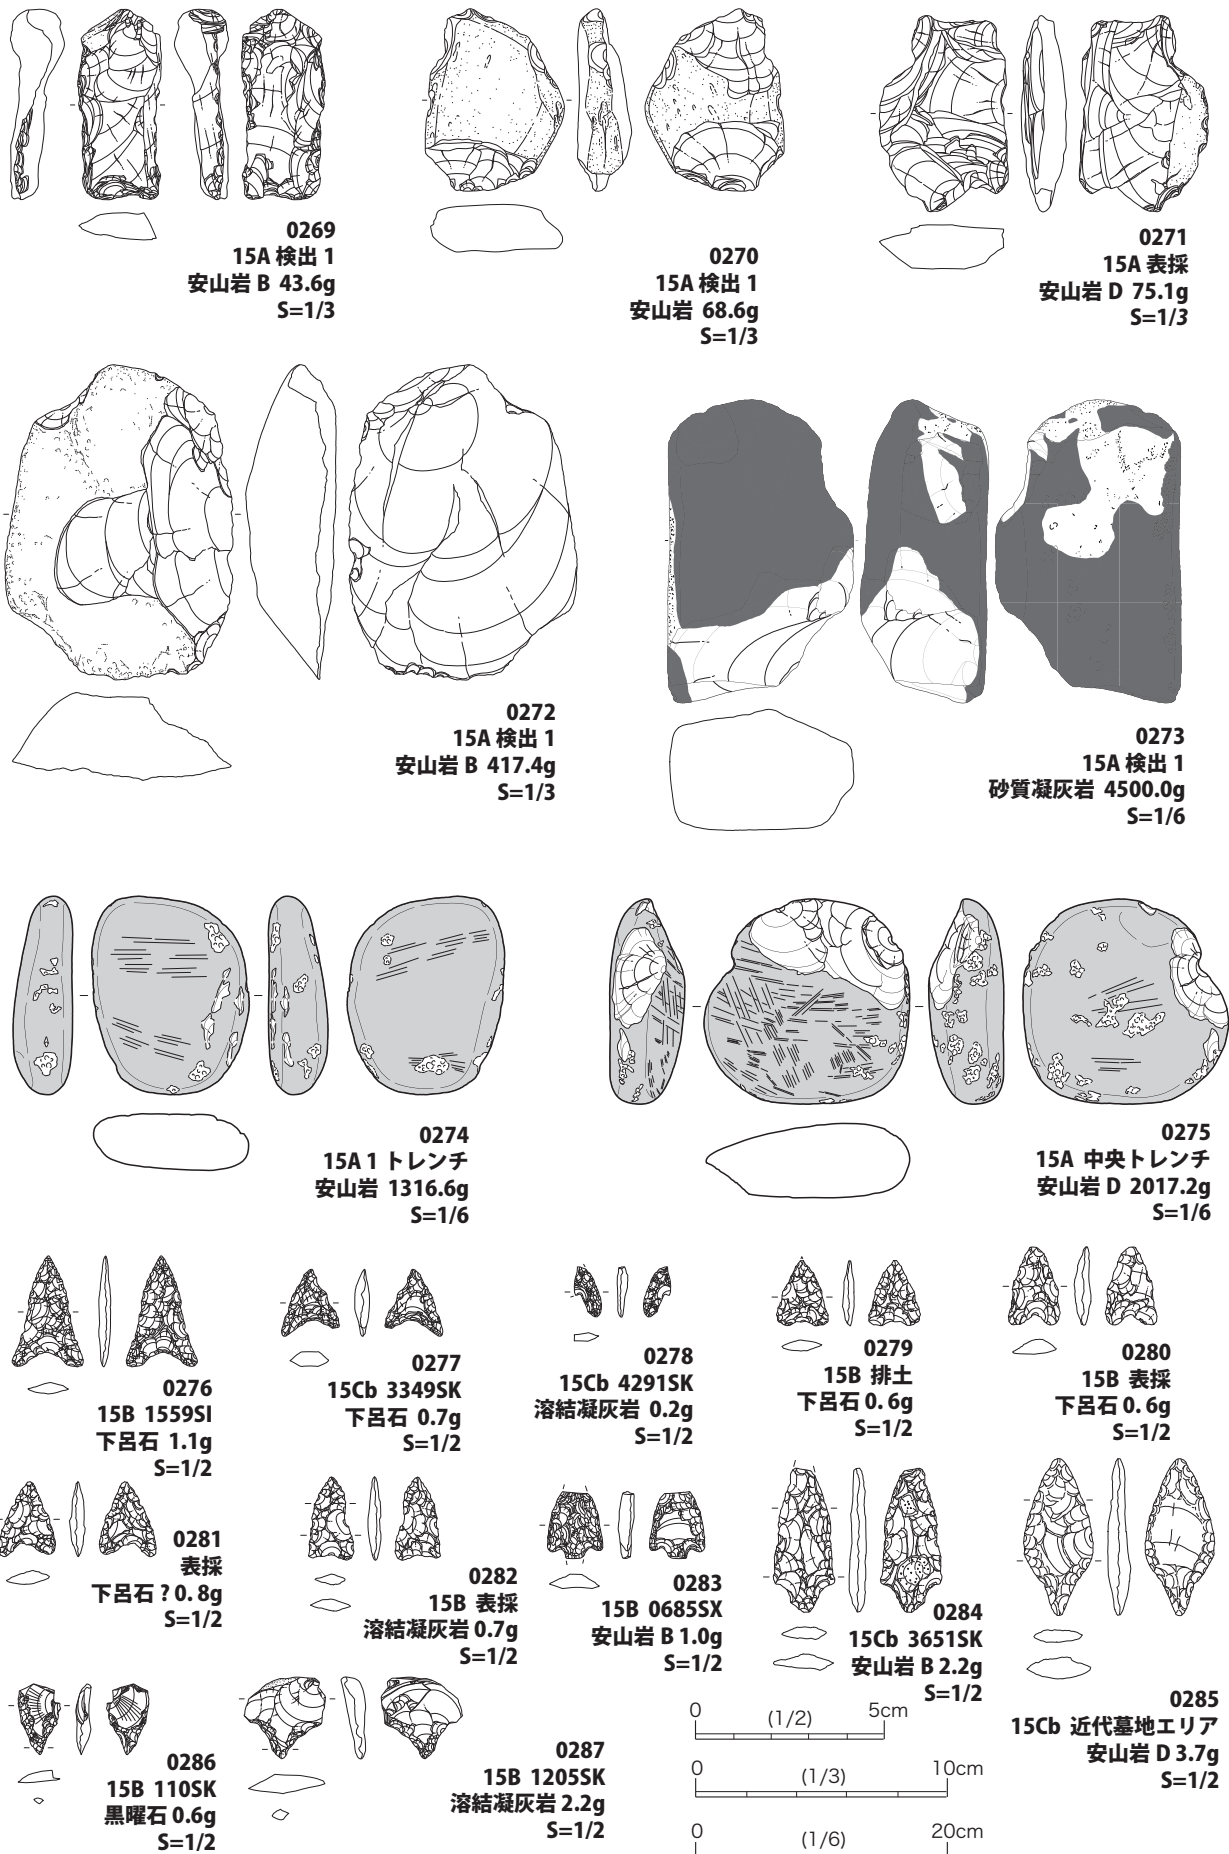 0269
15A 検出 1
安山岩 B 43.6g
S=1/3
0270
15A 検出 1
安山岩 68.6g
S=1/3
0271
15A 表採
安山岩 D 75.1g
S=1/3
0272
15A 検出 1
安山岩 B 417.4g
S=1/3
0273
15A 検出 1
砂質凝灰岩 4500.0g
S=1/6
0274
15A 1 トレンチ
安山岩 1316.6g
S=1/6
0275
15A 中央トレンチ
安山岩 D 2017.2g
S=1/6
0276
15B 1559SI
下呂石 1.1g
S=1/2
0277
15Cb 3349SK
下呂石 0.7g
S=1/2
0278
15Cb 4291SK
溶結凝灰岩 0.2g
S=1/2
0279
15B 排土
下呂石 0.6g
S=1/2
0280
15B 表採
下呂石 0.6g
S=1/2
0281
表採
下呂石 ? 0.8g
S=1/2
0282
15B 表採
溶結凝灰岩 0.7g
S=1/2
0283
15B 0685SX
安山岩 B 1.0g
S=1/2
0284
15Cb 3651SK
安山岩 B 2.2g
S=1/2
0285
15Cb 近代墓地エリア
安山岩 D 3.7g
S=1/2
0286
15B 110SK
黒曜石 0.6g
S=1/2
0287
15B 1205SK
溶結凝灰岩 2.2g
S=1/2
0 (1/2) 5cm
0 (1/3) 10cm
0 (1/6) 20cm